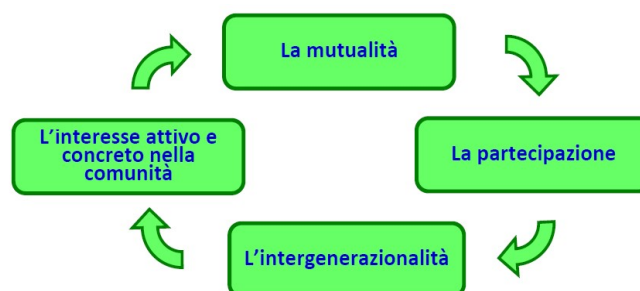 La mutualità
La partecipazione
L'intergenerazionalità
L'interesse attivo e
concreto nella
comunità